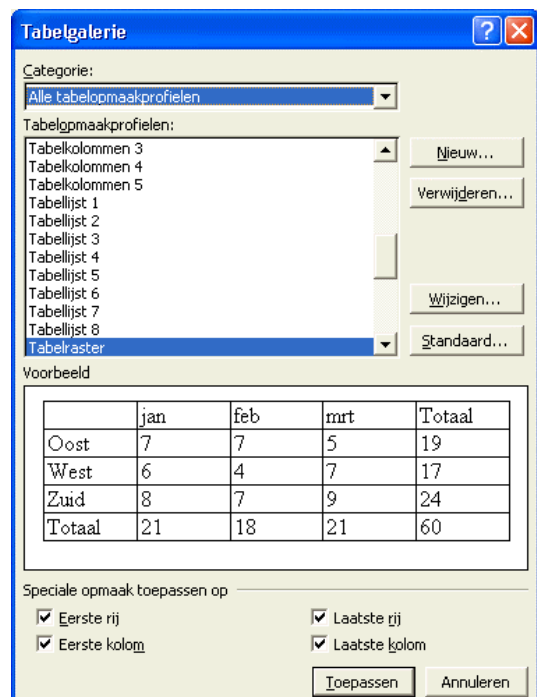 Tabelgalerie
Categorie:
Alle tabelopmaakprofielen
Tabelopmaakprofielen:
Tabelkolommen 3
Tabelkolommen 4
Tabelkolommen 5
Tabellijst 1
Tabellijst 2
Tabellijst 3
Tabellijst 4
Tabellijst 5
Tabellijst 6
Tabellijst 7
Tabellijst 8
Tabelraster
Nieuw...
Verwijderen...
Wijzigen...
Standaard...
Voorbeeld
jan feb mrt Totaal
Oost 7 7 5 19
West 6 4 7 17
Zuid 8 7 9 24
Totaal 21 18 21 60
Speciale opmaak toepassen op
Eerste rij Laatste rij
Eerste kolom Laatste kolom
Toepassen Annuleren